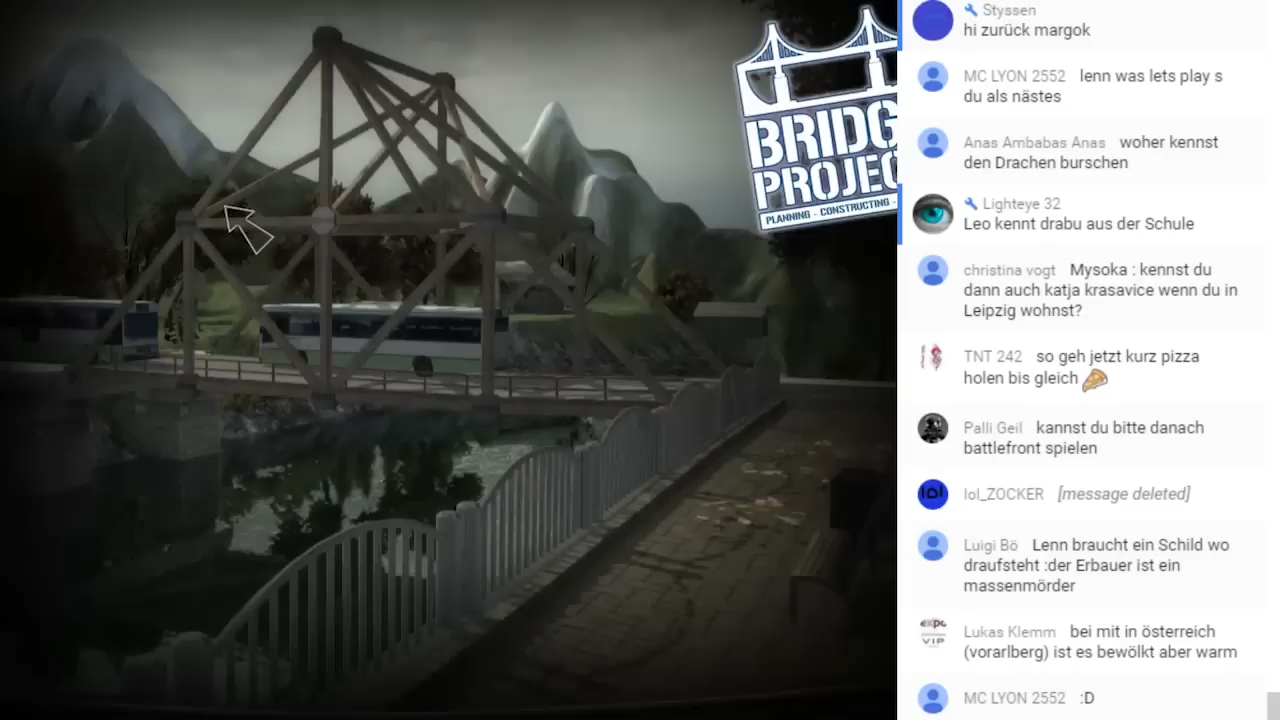 BRIDG
PROJEC
PLANNING - CONSTRUCTING -
Styssen
hi zurück margok
MC LYON 2552 lenn was lets play s
du als nästes
Anas Ambabas Anas woher kennst
den Drachen burschen
Lighteye 32
Leo kennt drabu aus der Schule
christina vogt Mysoka : kennst du
dann auch katja krasavice wenn du in
Leipzig wohnst?
TNT 242 so geh jetzt kurz pizza
holen bis gleich
Palli Geil kannst du bitte danach
battlefront spielen
lol_ZOCKER [message deleted]
Luigi Bö Lenn braucht ein Schild wo
draufsteht :der Erbauer ist ein
massenmörder
Lukas Klemm bei mit in österreich
(vorarlberg) ist es bewölkt aber warm
MC LYON 2552 :D